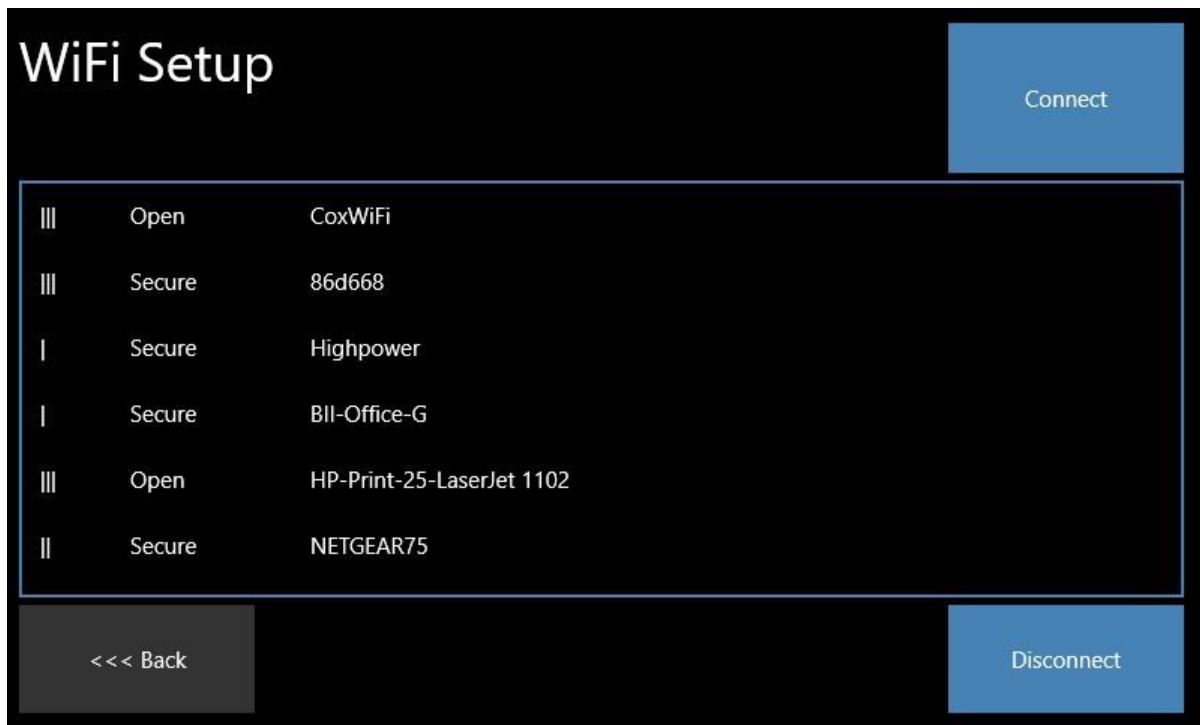 WiFi Setup
Connect
||| Open CoxWiFi
||| Secure 86d668
| Secure Highpower
| Secure BII-Office-G
||| Open HP-Print-25-LaserJet 1102
|| Secure NETGEAR75
<<< Back
Disconnect